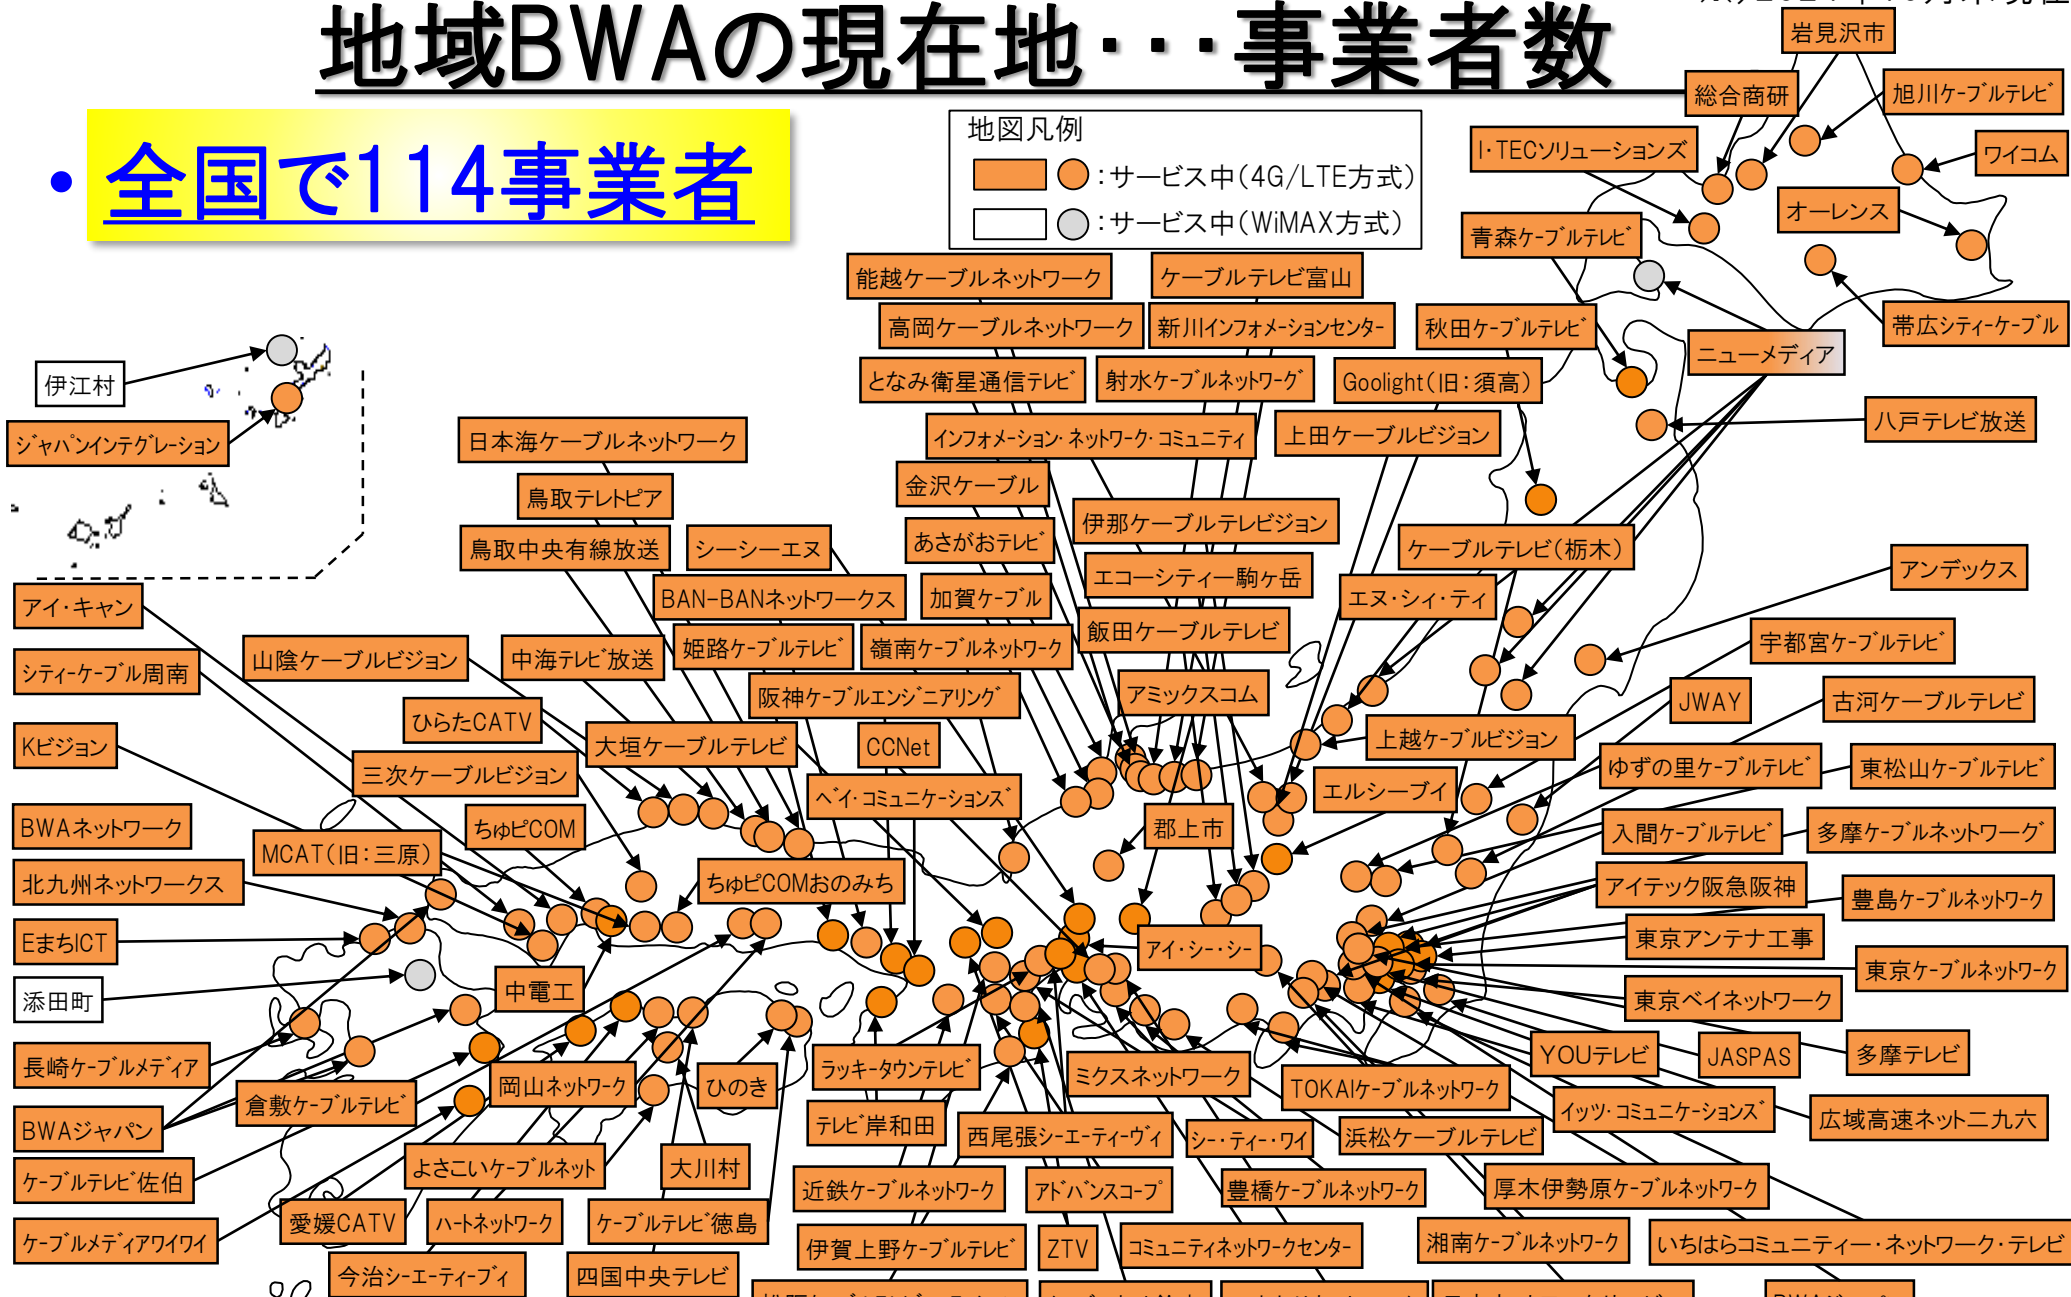 地域BWAの現在地・・・事業者数
・全国で114事業者
地図凡例
：サービス中（4G/LTE方式）
：サービス中（WiMAX方式）
岩見沢市
総合商研
旭川ケーブルテレビ
I・TECソリューションズ
ワイコム
オーレンス
青森ケーブルテレビ
帯広シティーケーブル
ニューメディア
秋田ケーブルテレビ
八戸テレビ放送
能越ケーブルネットワーク
ケーブルテレビ富山
高岡ケーブルネットワーク
新川インフォメーションセンター
となみ衛星通信テレビ
射水ケーブルネットワーク
Goolight（旧：須高）
インフォメーション・ネットワーク・コミュニティ
上田ケーブルビジョン
伊江村
ジャパンインテグレーション
日本海ケーブルネットワーク
鳥取テレトピア
鳥取中央有線放送
シーシーエヌ
金沢ケーブル
あさがおテレビ
伊那ケーブルテレビジョン
ケーブルテレビ（栃木）
アンデックス
アイ・キャン
BAN-BANネットワークス
加賀ケーブル
エコーシティー駒ヶ岳
エヌ・シィ・ティ
シティーケーブル周南
山陰ケーブルビジョン
中海テレビ放送
姫路ケーブルテレビ
嶺南ケーブルネットワーク
飯田ケーブルテレビ
宇都宮ケーブルテレビ
阪神ケーブルエンジニアリング
アミックスコム
JWAY
古河ケーブルテレビ
Kビジョン
ひらたCATV
大垣ケーブルテレビ
CCNet
上越ケーブルビジョン
ゆずの里ケーブルテレビ
東松山ケーブルテレビ
三次ケーブルビジョン
ベイ・コミュニケーションズ
エルシーブイ
BWAネットワーク
ちゅピCOM
郡上市
入間ケーブルテレビ
多摩ケーブルネットワーク
MCAT（旧：三原）
北九州ネットワークス
ちゅピCOMおのみち
アイテック阪急阪神
豊島ケーブルネットワーク
EまちICT
アイ・シー・シー
東京アンテナ工事
東京ケーブルネットワーク
添田町
中電工
東京ベイネットワーク
長崎ケーブルメディア
岡山ネットワーク
ひのき
ラッキータウンテレビ
ミクスネットワーク
TOKAIケーブルネットワーク
YOUテレビ
JASPAS
多摩テレビ
倉敷ケーブルテレビ
BWAジャパン
テレビ岸和田
西尾張シーエーティーヴィ
シー・ティー・ワイ
浜松ケーブルテレビ
イッツ・コミュニケーションズ
広域高速ネット二九六
ケーブルテレビ佐伯
よさこいケーブルネット
大川村
近鉄ケーブルネットワーク
アドバンスコープ
豊橋ケーブルネットワーク
厚木伊勢原ケーブルネットワーク
ケーブルメディアワイワイ
愛媛CATV
ハートネットワーク
ケーブルテレビ徳島
伊賀上野ケーブルテレビ
ZTV
コミュニティネットワークセンター
湘南ケーブルネットワーク
いちはらコミュニティー・ネットワーク・テレビ
今治シーエーティーブィ
四国中央テレビ